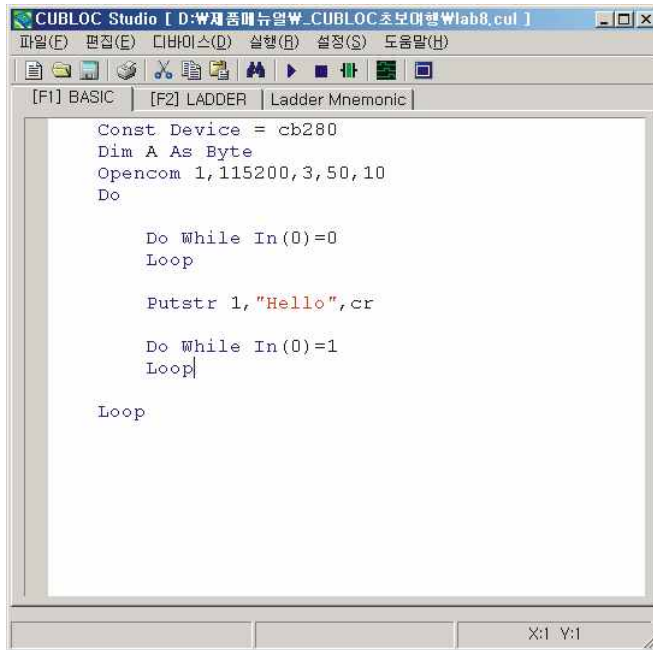 CUBLOC Studio [ D:₩제품메뉴얼₩_CUBLOC초보여행₩lab8.cul ]
파일(F) 편집(E) 디바이스(D) 실행(R) 설정(S) 도움말(H)
[F1] BASIC [F2] LADDER Ladder Mnemonic
Const Device = cb280
Dim A As Byte
Opencom 1,115200,3,50,10
Do
Do While In(0)=0
Loop
Putstr 1,"Hello",cr
Do While In(0)=1
Loop
Loop
X:1 Y:1